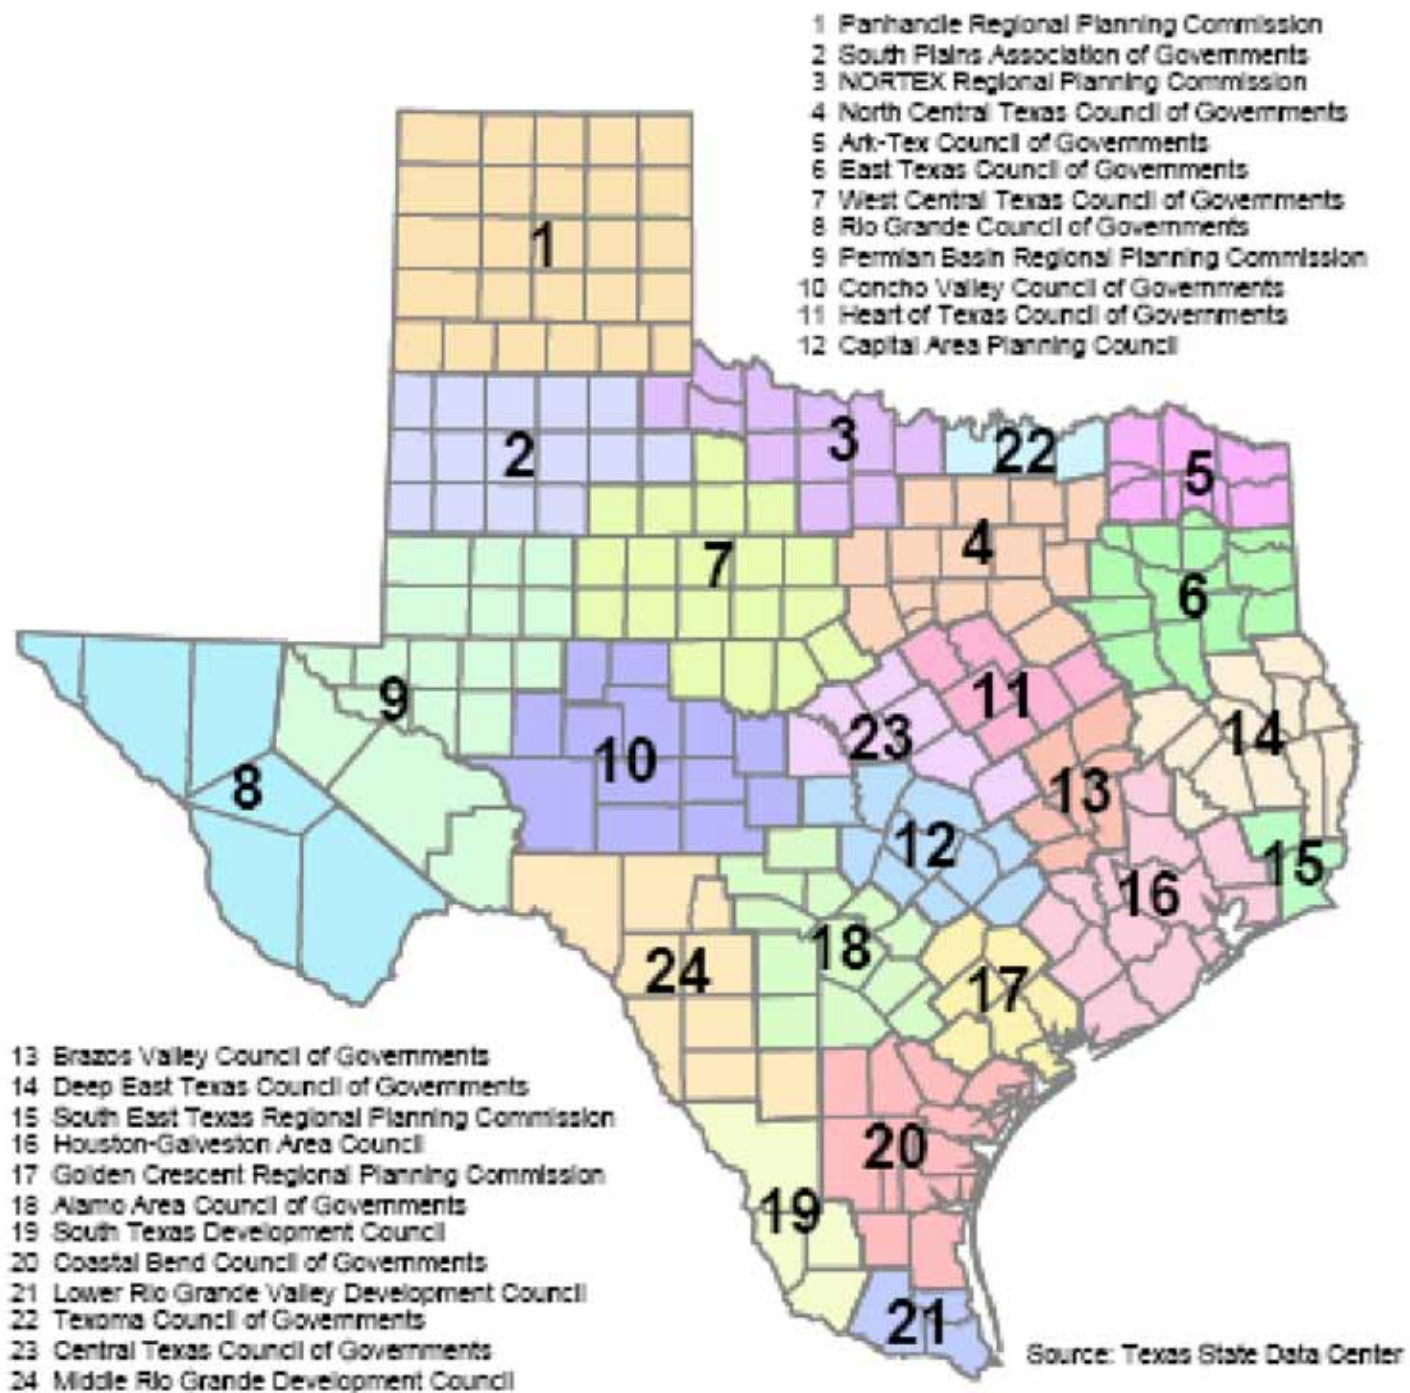 1 Panhandle Regional Planning Commission
2 South Plains Association of Governments
3 NORTEX Regional Planning Commission
4 North Central Texas Council of Governments
5 Ark-Tex Council of Governments
6 East Texas Council of Governments
7 West Central Texas Council of Governments
8 Rio Grande Council of Governments
9 Permian Basin Regional Planning Commission
10 Concho Valley Council of Governments
11 Heart of Texas Council of Governments
12 Capital Area Planning Council
1
2
3
22
5
4
7
6
9
11
23
10
14
8
13
12
15
16
18
24
17
20
19
21
13 Brazos Valley Council of Governments
14 Deep East Texas Council of Governments
15 South East Texas Regional Planning Commission
16 Houston-Galveston Area Council
17 Golden Crescent Regional Planning Commission
18 Alamo Area Council of Governments
19 South Texas Development Council
20 Coastal Bend Council of Governments
21 Lower Rio Grande Valley Development Council
22 Texoma Council of Governments
23 Central Texas Council of Governments
24 Middle Rio Grande Development Council
Source: Texas State Data Center